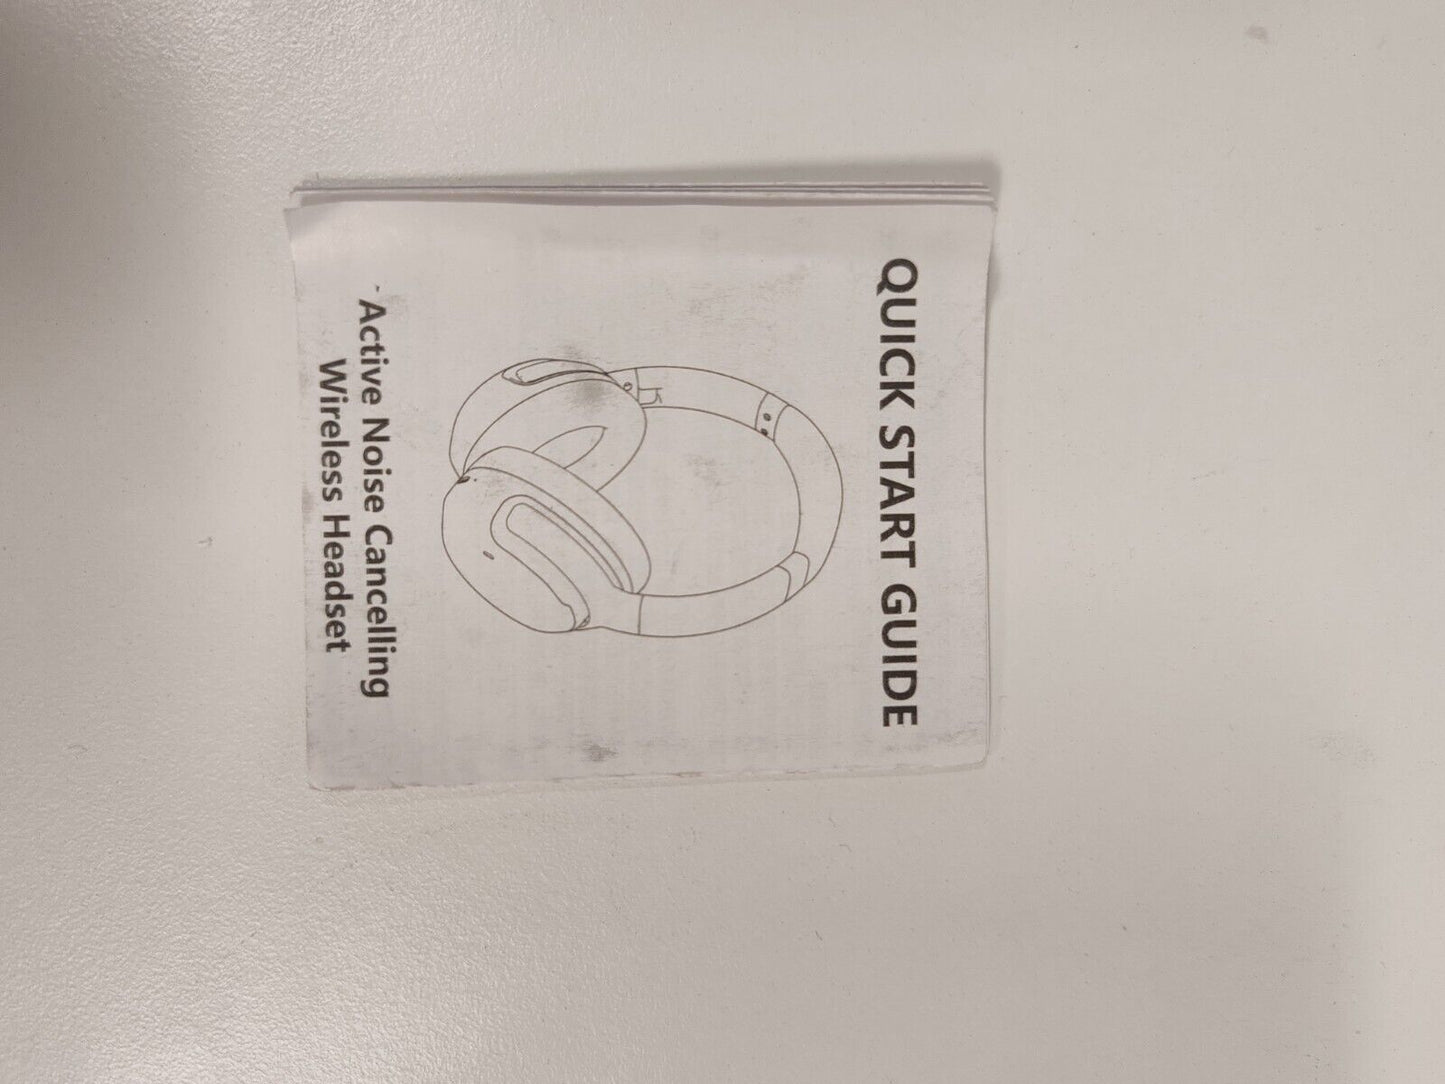 QUICK START GUIDE
Active Noise Cancelling
Wireless Headset